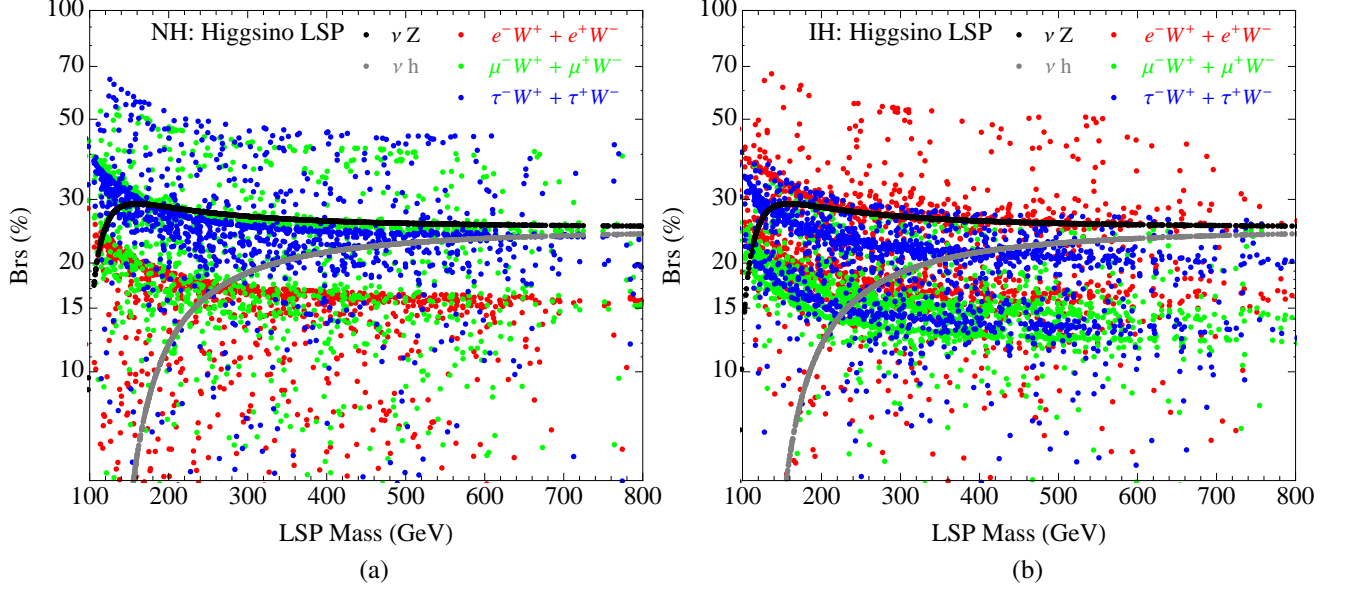 NH: Higgsino LSP
ν Z
e⁻W⁺ + e⁺W⁻
ν h
μ⁻W⁺ + μ⁺W⁻
τ⁻W⁺ + τ⁺W⁻
100
70
50
30
20
15
10
Brs (%)
100 200 300 400 500 600 700 800
LSP Mass (GeV)
(a)
IH: Higgsino LSP
ν Z
e⁻W⁺ + e⁺W⁻
ν h
μ⁻W⁺ + μ⁺W⁻
τ⁻W⁺ + τ⁺W⁻
100
70
50
30
20
15
10
Brs (%)
100 200 300 400 500 600 700 800
LSP Mass (GeV)
(b)